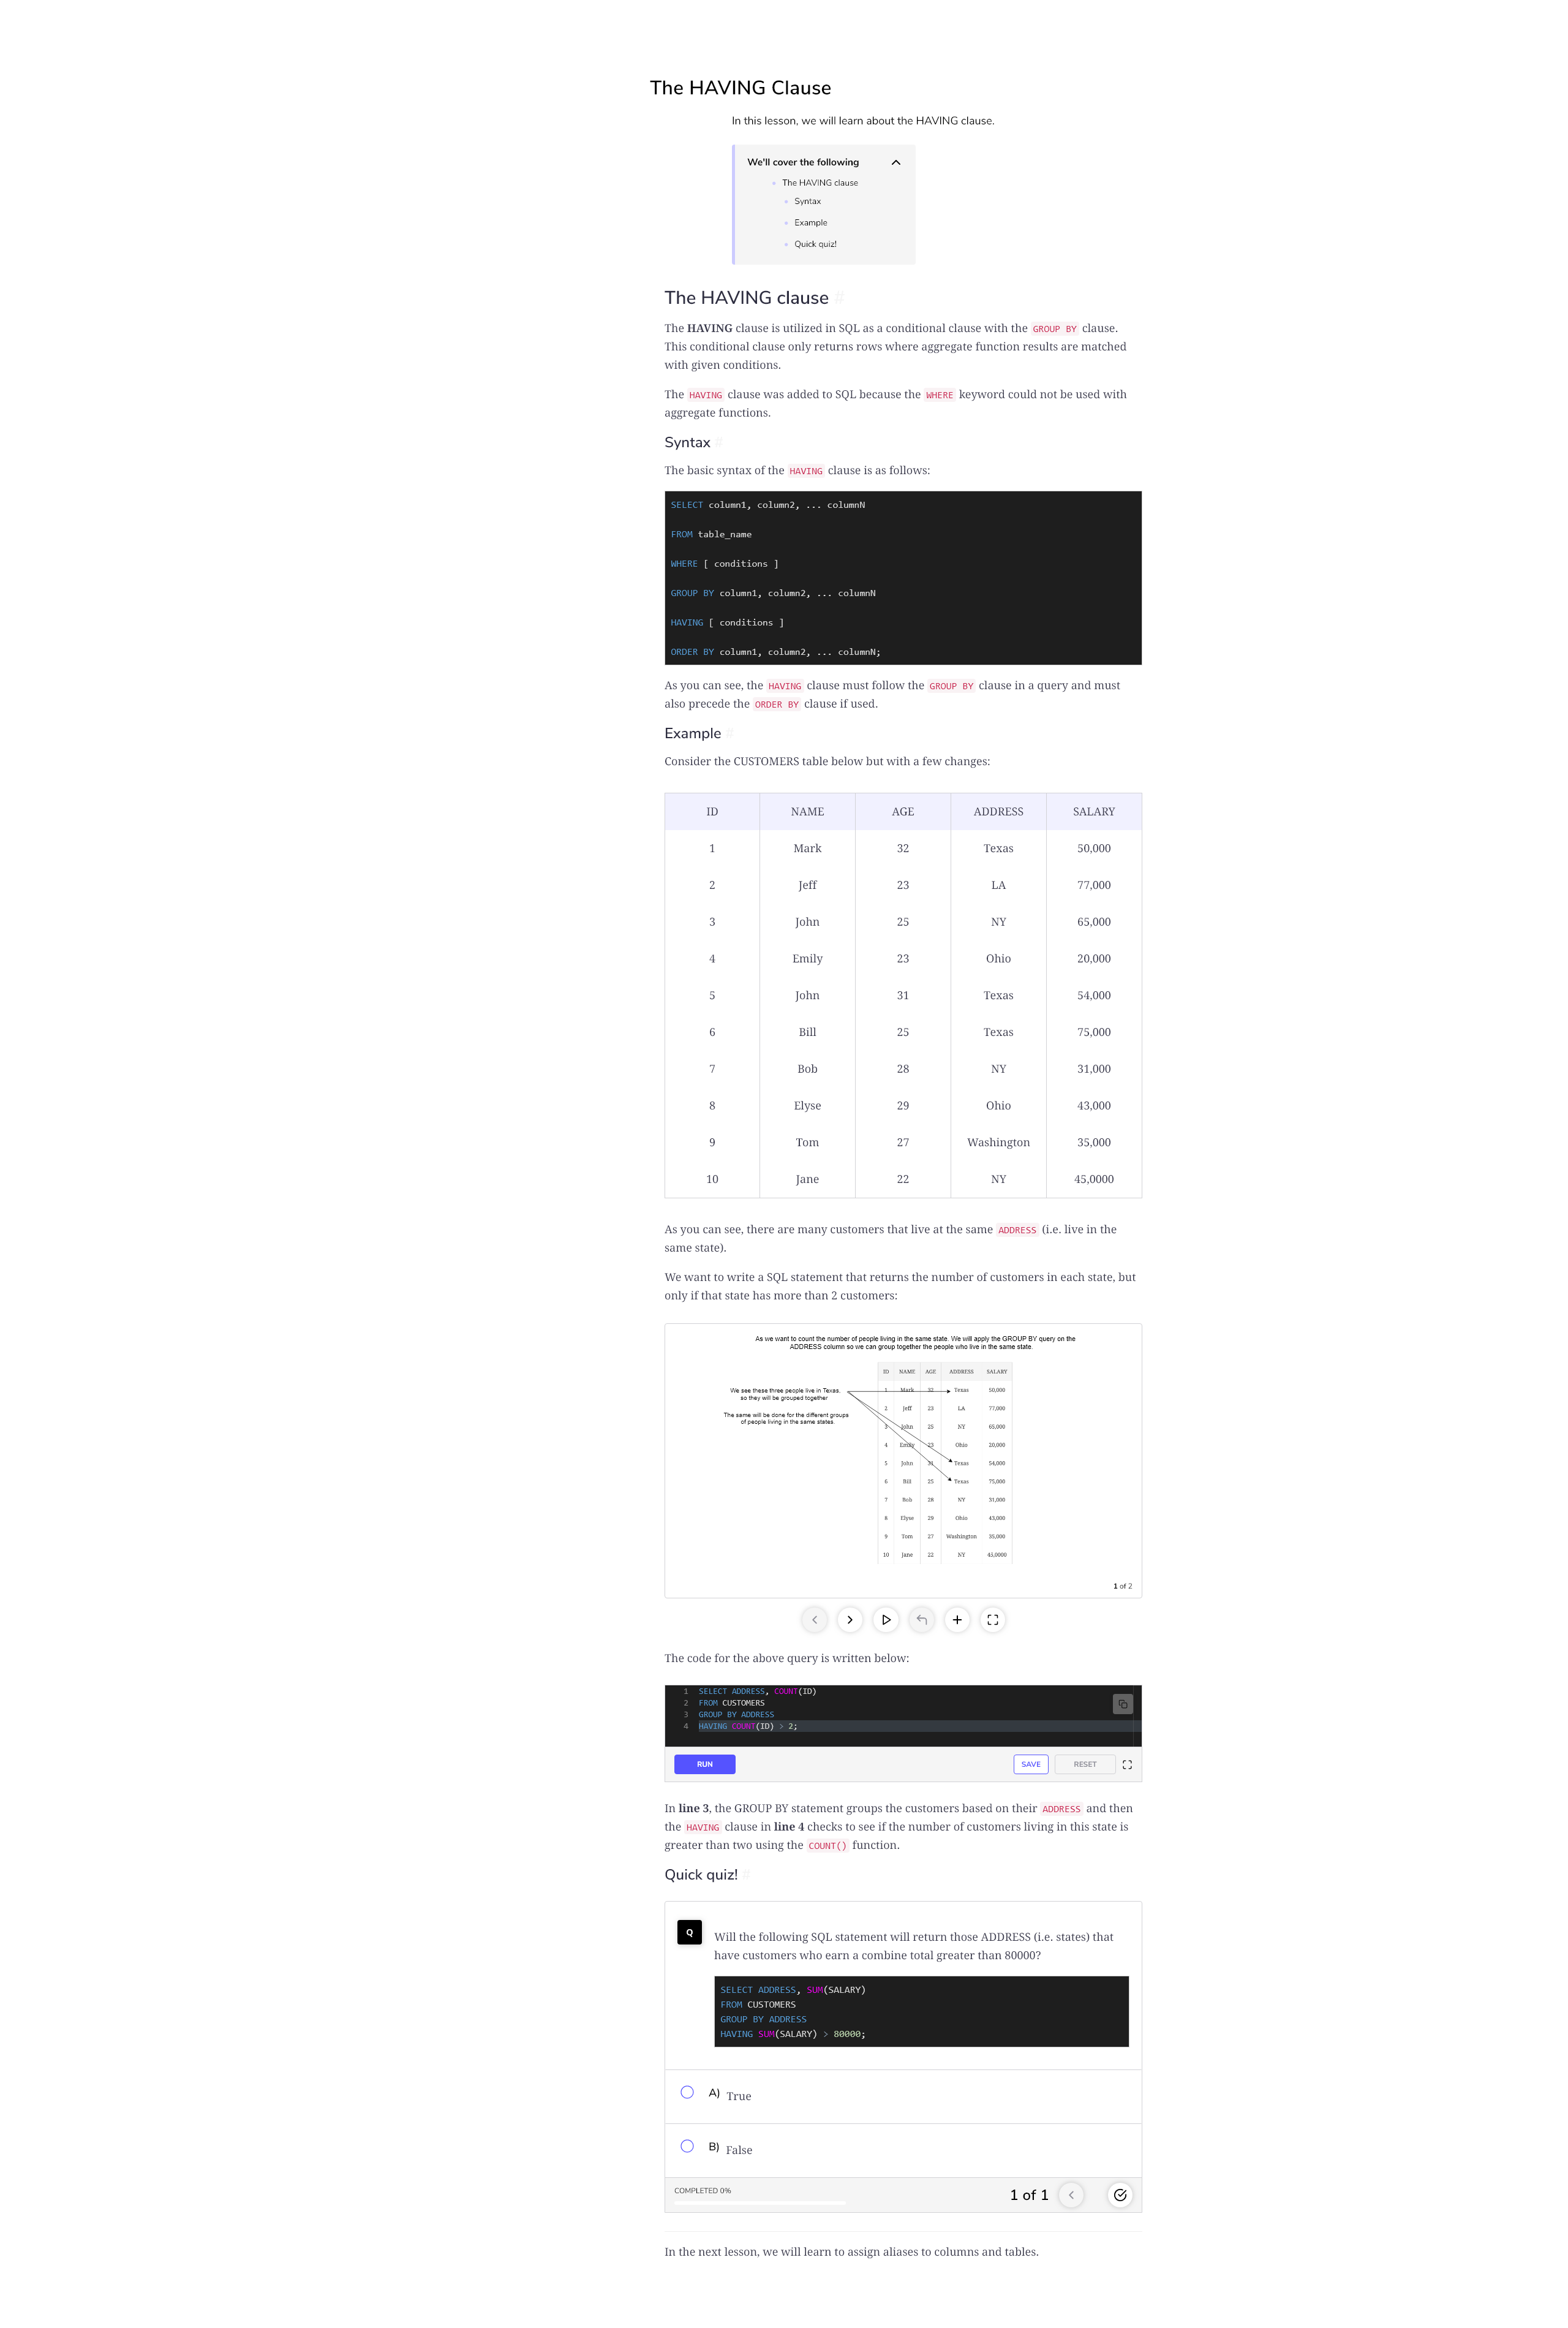 The HAVING Clause
In this lesson, we will learn about the HAVING clause.
We'll cover the following
The HAVING clause
Syntax
Example
Quick quiz!
The HAVING clause #
The HAVING clause is utilized in SQL as a conditional clause with the GROUP BY clause.
This conditional clause only returns rows where aggregate function results are matched
with given conditions.
The HAVING clause was added to SQL because the WHERE keyword could not be used with
aggregate functions.
Syntax #
The basic syntax of the HAVING clause is as follows:
SELECT column1, column2, ... columnN
FROM table_name
WHERE [ conditions ]
GROUP BY column1, column2, ... columnN
HAVING [ conditions ]
ORDER BY column1, column2, ... columnN;
As you can see, the HAVING clause must follow the GROUP BY clause in a query and must
also precede the ORDER BY clause if used.
Example #
Consider the CUSTOMERS table below but with a few changes:
ID NAME AGE ADDRESS SALARY
1 Mark 32 Texas 50,000
2 Jeff 23 LA 77,000
3 John 25 NY 65,000
4 Emily 23 Ohio 20,000
5 John 31 Texas 54,000
6 Bill 25 Texas 75,000
7 Bob 28 NY 31,000
8 Elyse 29 Ohio 43,000
9 Tom 27 Washington 35,000
10 Jane 22 NY 45,0000
As you can see, there are many customers that live at the same ADDRESS (i.e. live in the
same state).
We want to write a SQL statement that returns the number of customers in each state, but
only if that state has more than 2 customers:
As we want to count the number of people living in the same state. We will apply the GROUP BY query on the
ADDRESS column so we can group together the people who live in the same state.
We see these three people live in Texas,
so they will be grouped together
The same will be done for the different groups
of people living in the same states.
ID NAME AGE ADDRESS SALARY
1 Mark 32 Texas 50,000
2 Jeff 23 LA 77,000
3 John 25 NY 65,000
4 Emily 23 Ohio 20,000
5 John 31 Texas 54,000
6 Bill 25 Texas 75,000
7 Bob 28 NY 31,000
8 Elyse 29 Ohio 43,000
9 Tom 27 Washington 35,000
10 Jane 22 NY 45,0000
1 of 2
The code for the above query is written below:
1 SELECT ADDRESS, COUNT(ID)
2 FROM CUSTOMERS
3 GROUP BY ADDRESS
4 HAVING COUNT(ID) > 2;
RUN SAVE RESET
In line 3, the GROUP BY statement groups the customers based on their ADDRESS and then
the HAVING clause in line 4 checks to see if the number of customers living in this state is
greater than two using the COUNT() function.
Quick quiz! #
Q
Will the following SQL statement will return those ADDRESS (i.e. states) that
have customers who earn a combine total greater than 80000?
SELECT ADDRESS, SUM(SALARY)
FROM CUSTOMERS
GROUP BY ADDRESS
HAVING SUM(SALARY) > 80000;
A) True
B) False
COMPLETED 0%
1 of 1
In the next lesson, we will learn to assign aliases to columns and tables.